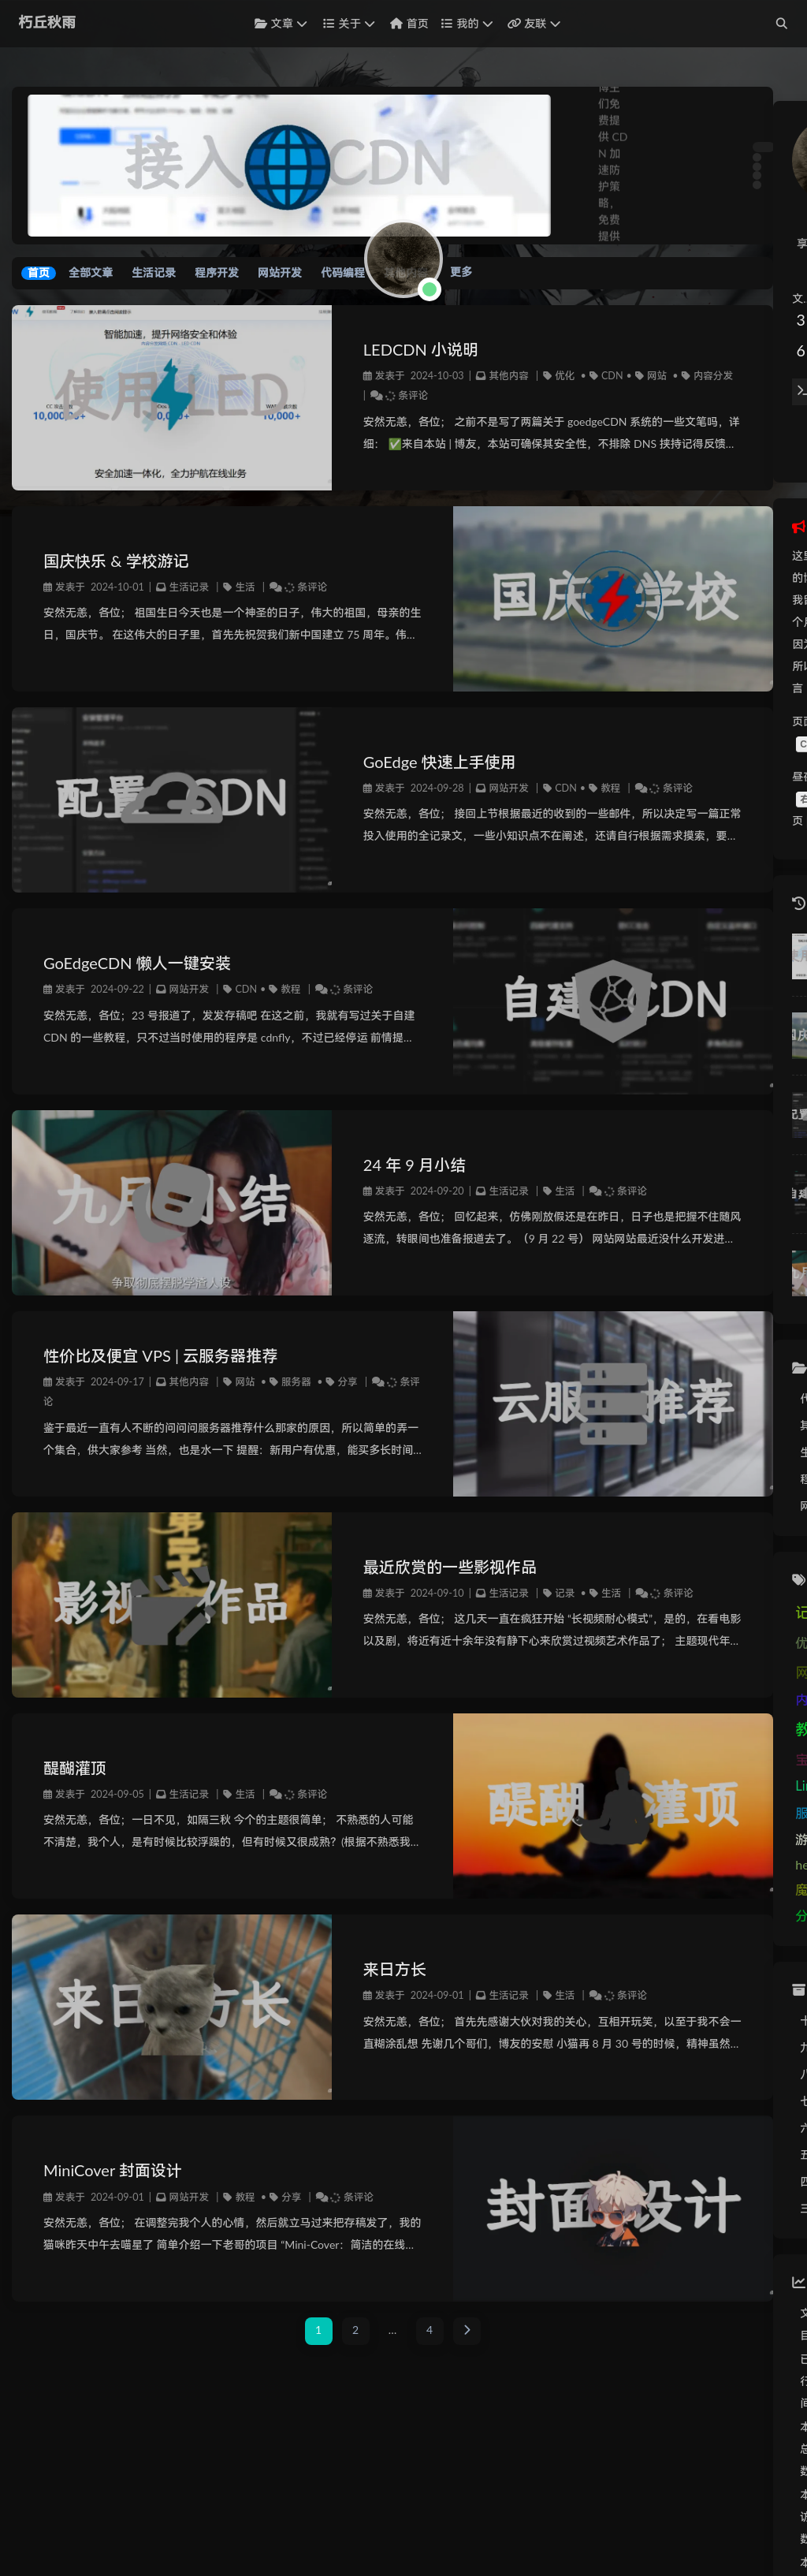 朽丘秋雨
文章
关于
首页
我的
友联
接入 CDN
们免
费提
供 CD
N 加
速防
护策
略，
免费
提供
首页 全部文章 生活记录 程序开发 网站开发 代码编程 更多
智能加速，提升网络安全和体验
使用 LED
安全加速一体化，全力护航在线业务
LEDCDN 小说明
发表于 2024-10-03 | 其他内容 | 优化 • CDN • 网站 • 内容分发
| 条评论
安然无恙，各位； 之前不是写了两篇关于 goedgeCDN 系统的一些文笔吗，详
细： ✅来自本站 | 博友，本站可确保其安全性，不排除 DNS 挟持记得反馈...
国庆快乐 & 学校游记
发表于 2024-10-01 | 生活记录 | 生活 | 条评论
安然无恙，各位； 祖国生日今天也是一个神圣的日子，伟大的祖国，母亲的生
日，国庆节。 在这伟大的日子里，首先先祝贺我们新中国建立 75 周年。伟...
国庆 学校
配置 CDN
GoEdge 快速上手使用
发表于 2024-09-28 | 网站开发 | CDN • 教程 | 条评论
安然无恙，各位； 接回上节根据最近的收到的一些邮件，所以决定写一篇正常
投入使用的全记录文，一些小知识点不在阐述，还请自行根据需求摸索，要...
GoEdgeCDN 懒人一键安装
发表于 2024-09-22 | 网站开发 | CDN • 教程 | 条评论
安然无恙，各位；23 号报道了，发发存稿吧 在这之前，我就有写过关于自建
CDN 的一些教程，只不过当时使用的程序是 cdnfly，不过已经停运 前情提...
自建 CDN
九月 小结
争取彻底摆脱学渣人设
24 年 9 月小结
发表于 2024-09-20 | 生活记录 | 生活 | 条评论
安然无恙，各位； 回忆起来，仿佛刚放假还是在昨日，日子也是把握不住随风
逐流，转眼间也准备报道去了。（9 月 22 号） 网站网站最近没什么开发进...
性价比及便宜 VPS | 云服务器推荐
发表于 2024-09-17 | 其他内容 | 网站 • 服务器 • 分享 | 条评
论
鉴于最近一直有人不断的问问问服务器推荐什么那家的原因，所以简单的弄一
个集合，供大家参考 当然，也是水一下 提醒：新用户有优惠，能买多长时间...
云服 推荐
影视 作品
最近欣赏的一些影视作品
发表于 2024-09-10 | 生活记录 | 记录 • 生活 | 条评论
安然无恙，各位； 这几天一直在疯狂开始 “长视频耐心模式”，是的，在看电影
以及剧，将近有近十余年没有静下心来欣赏过视频艺术作品了； 主题现代年...
醍醐灌顶
发表于 2024-09-05 | 生活记录 | 生活 | 条评论
安然无恙，各位；一日不见，如隔三秋 今个的主题很简单； 不熟悉的人可能
不清楚，我个人，是有时候比较浮躁的，但有时候又很成熟？(根据不熟悉我...
醍醐 灌顶
来日方长
来日方长
发表于 2024-09-01 | 生活记录 | 生活 | 条评论
安然无恙，各位； 首先先感谢大伙对我的关心，互相开玩笑，以至于我不会一
直糊涂乱想 先谢几个哥们，博友的安慰 小猫再 8 月 30 号的时候，精神虽然...
MiniCover 封面设计
发表于 2024-09-01 | 网站开发 | 教程 • 分享 | 条评论
安然无恙，各位； 在调整完我个人的心情，然后就立马过来把存稿发了，我的
猫咪昨天中午去喵星了 简单介绍一下老哥的项目 “Mini-Cover：简洁的在线...
封面设计
1 2 ... 4